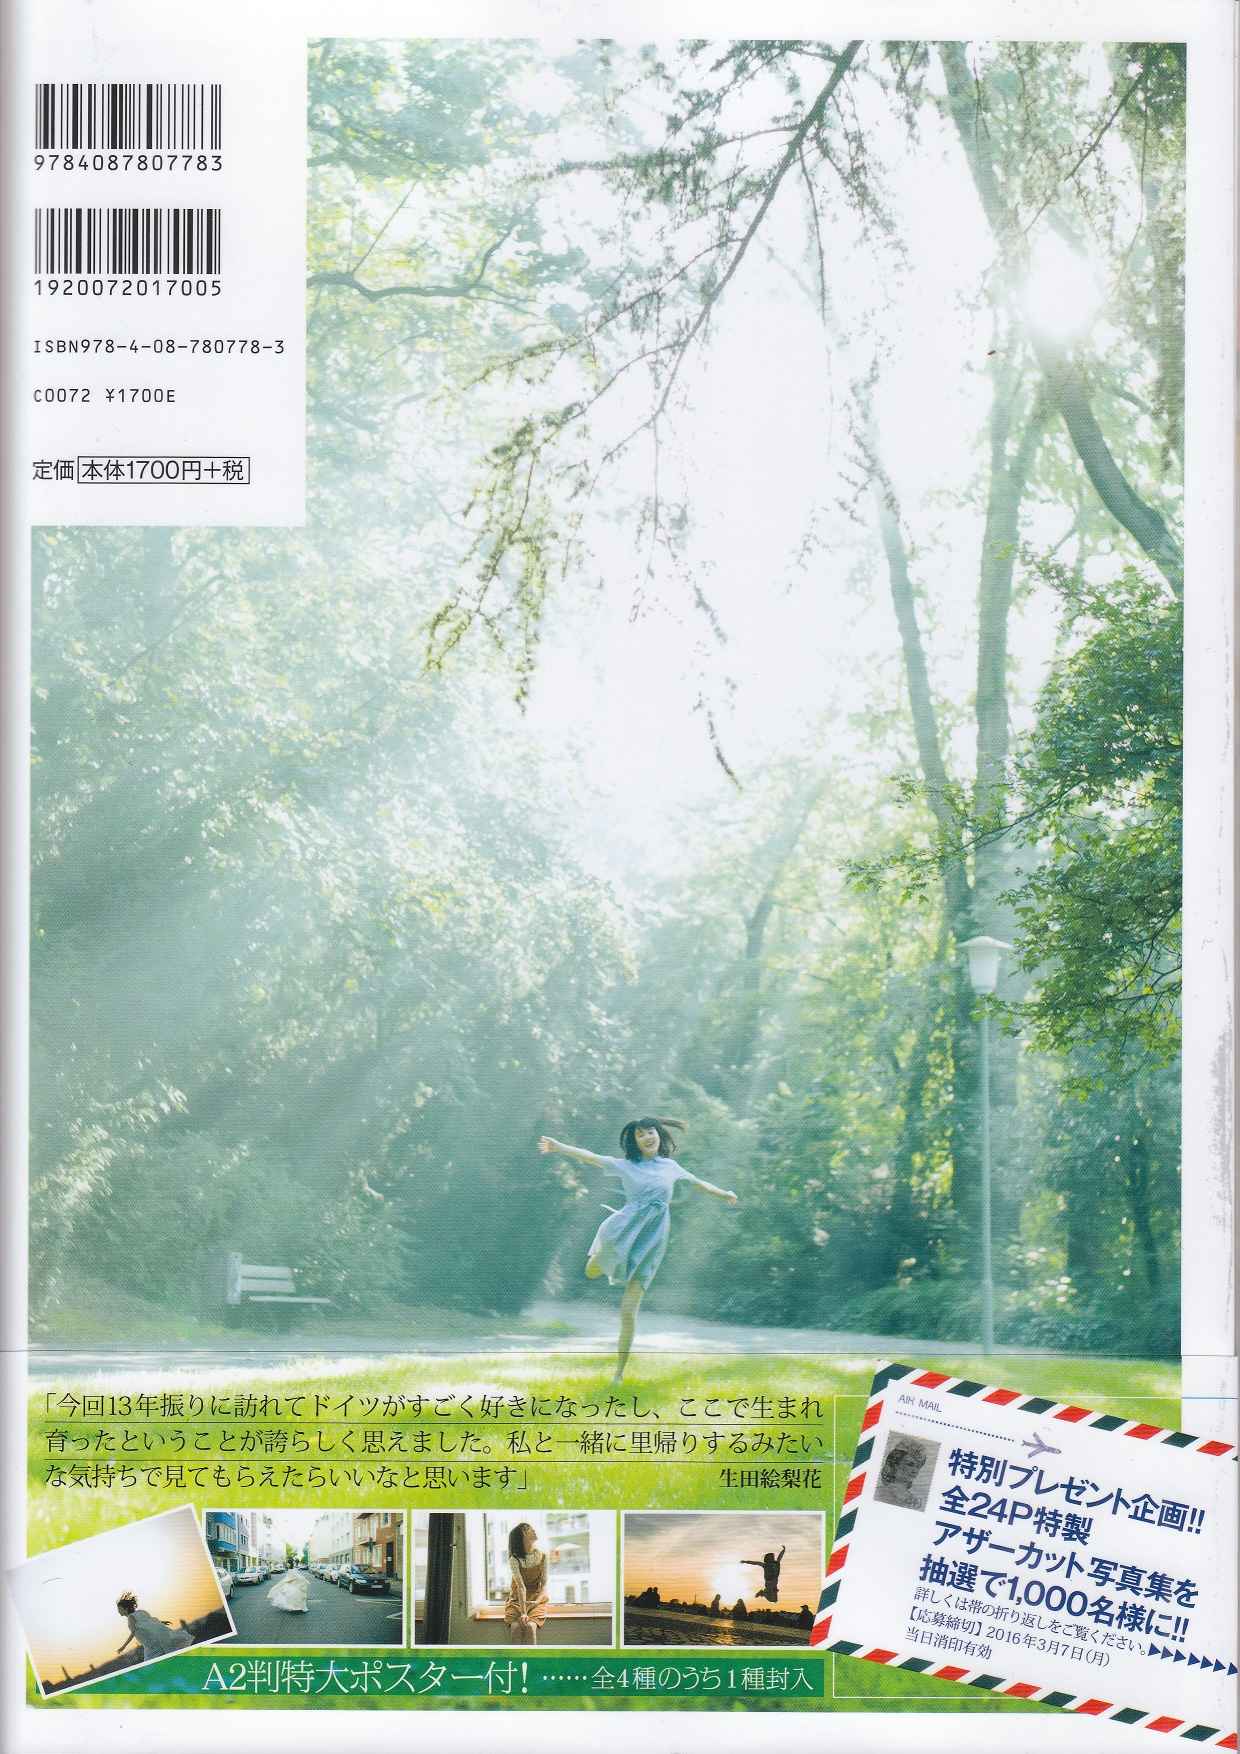 9784087807783
1920072017005
ISBN978-4-08-780778-3
C0072 ¥1700E
定価 本体1700円+税
「今回13年振りに訪れてドイツがすごく好きになったし、ここで生まれ
育ったということが誇らしく思えました。私と一緒に里帰りするみたい
な気持ちで見てもらえたらいいなと思います」
生田絵梨花
A2判特大ポスター付! ……全4種のうち1種封入
AIR MAIL
特別プレゼント企画!!
全24P特製
アザーカット写真集を
抽選で1,000名様に!!
詳しくは帯の折り返しをご覧ください。▶▶▶▶▶▶▶
【応募締切】2016年3月7日(月)
当日消印有効